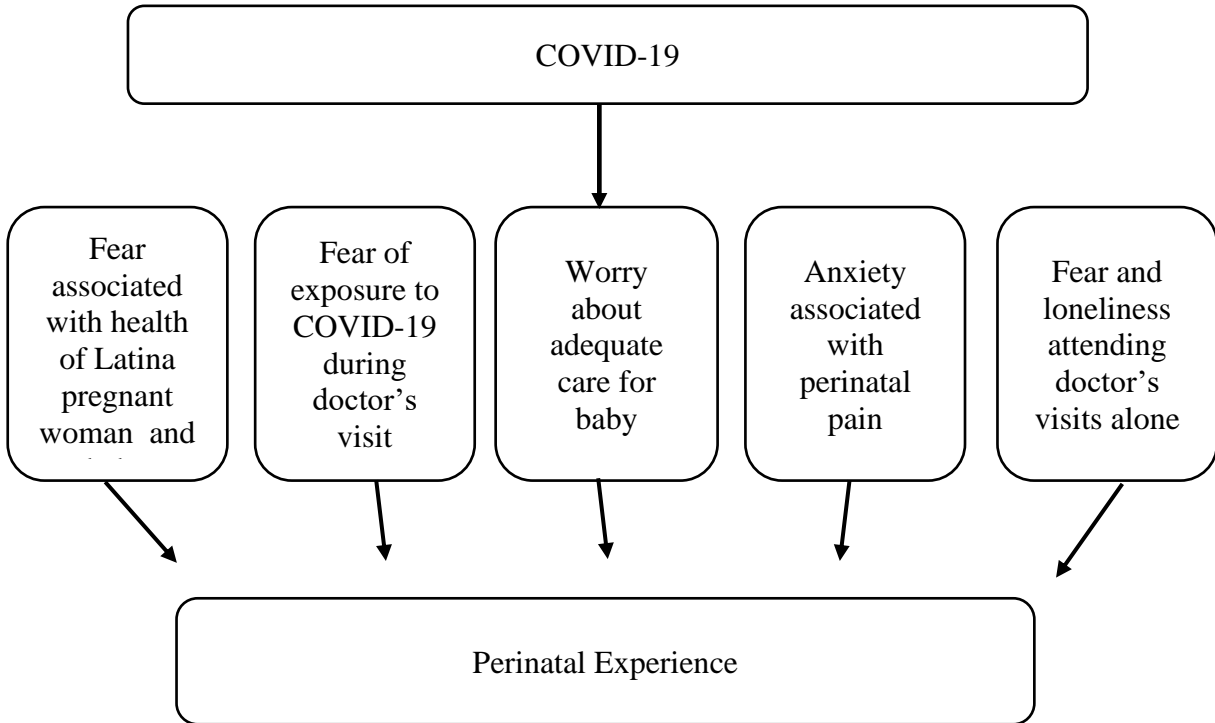 COVID-19
Fear
associated
with health
of Latina
pregnant
woman and
Fear of
exposure to
COVID-19
during
doctor’s
visit
Worry
about
adequate
care for
baby
Anxiety
associated
with
perinatal
pain
Fear and
loneliness
attending
doctor’s
visits alone
Perinatal Experience